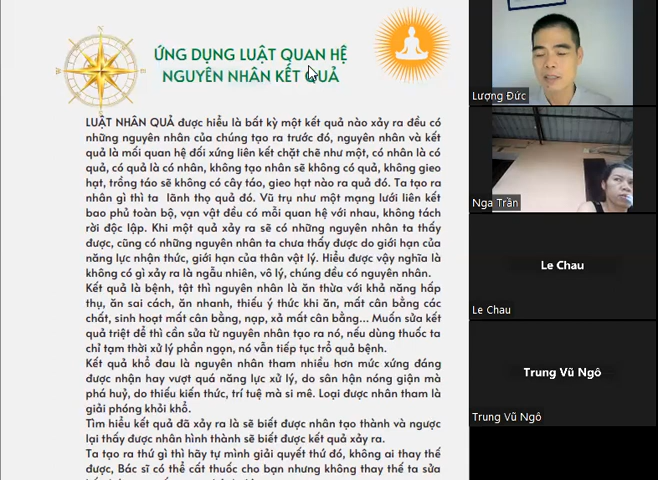 ỨNG DỤNG LUẬT QUAN HỆ
NGUYÊN NHÂN KẾT QUẢ
LUẬT NHÂN QUẢ được hiểu là bất kỳ một kết quả nào xảy ra đều có
những nguyên nhân của chúng tạo ra trước đó, nguyên nhân và kết
quả là mối quan hệ đối xứng liên kết chặt chẽ như một, có nhân là có
quả, có quả là có nhân, không tạo nhân sẽ không có quả, không gieo
hạt, trồng táo sẽ không có cây táo, gieo hạt nào ra quả đó. Ta tạo ra
nhân gì thì ta lãnh thọ quả đó. Vũ trụ như một mạng lưới liên kết
bao phủ toàn bộ, vạn vật đều có mỗi quan hệ với nhau, không tách
rời độc lập. Khi một quả xảy ra sẽ có những nguyên nhân ta thấy
được, cũng có những nguyên nhân ta chưa thấy được do giới hạn của
năng lực nhận thức, giới hạn của thân vật lý. Hiểu được vậy nghĩa là
không có gì xảy ra là ngẫu nhiên, vô lý, chúng đều có nguyên nhân.
Kết quả là bệnh, tật thì nguyên nhân là ăn thừa với khả năng hấp
thụ, ăn sai cách, ăn nhanh, thiếu ý thức khi ăn, mất cân bằng các
chất, sinh hoạt mất cân bằng, nạp, xả mất cân bằng... Muốn sửa kết
quả triệt để thì cần sửa từ nguyên nhân tạo ra nó, nếu dùng thuốc ta
chỉ tạm thời xử lý phần ngọn, nó vẫn tiếp tục trổ quả bệnh.
Kết quả khổ đau là nguyên nhân tham nhiều hơn mức xứng đáng
được nhận hay vượt quá năng lực xử lý, do sân hận nóng giận mà
phá huỷ, do thiếu kiến thức, trí tuệ mà si mê. Loại được nhân tham là
giải phóng khỏi khổ.
Tìm hiểu kết quả đã xảy ra là sẽ biết được nhân tạo thành và ngược
lại thấy được nhân hình thành sẽ biết được kết quả xảy ra.
Ta tạo ra thứ gì thì hãy tự mình giải quyết thứ đó, không ai thay thế
được, Bác sĩ có thể cắt thuốc cho bạn nhưng không thay thế ta sửa
Lượng Đức
Nga Trần
Le Chau
Le Chau
Trung Vũ Ngô
Trung Vũ Ngô